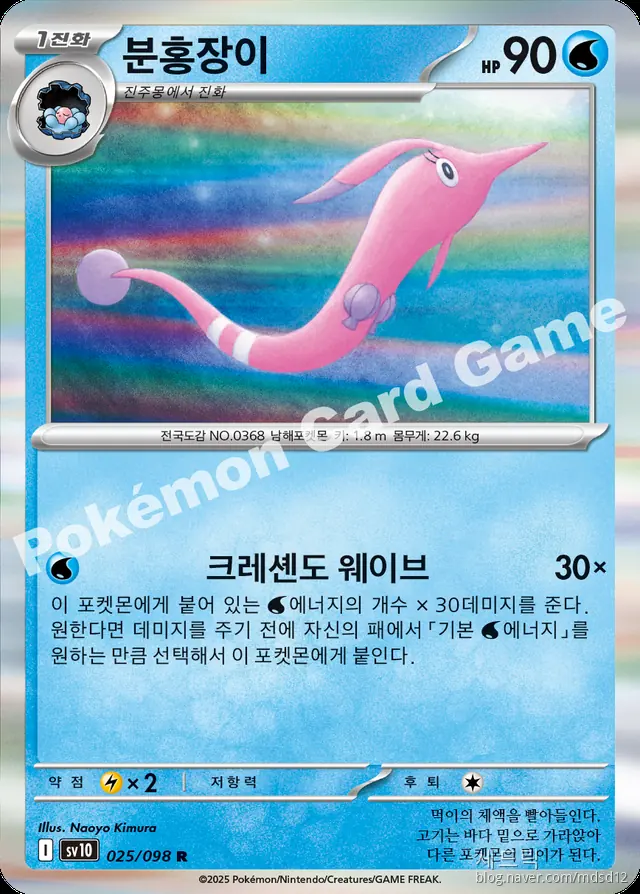 1진화
분홍장이
HP 90
진주몽에서 진화
전국도감 NO.0368 남해포켓몬 키: 1.8 m 몸무게: 22.6 kg
Pokémon Card Game
크레센도 웨이브 30×
이 포켓몬에게 붙어 있는 에너지의 개수 × 30데미지를 준다.
원한다면 데미지를 주기 전에 자신의 패에서 「기본 에너지」를
원하는 만큼 선택해서 이 포켓몬에게 붙인다.
약점 ×2 저항력 후퇴
먹이의 체액을 빨아들인다.
고기는 바다 밑으로 가라앉아
다른 포켓몬의 먹이가 된다.
Illus. Naoyo Kimura
I sv10 025/098 R
blog.naver.com/mdsd12
©2025 Pokémon/Nintendo/Creatures/GAME FREAK.